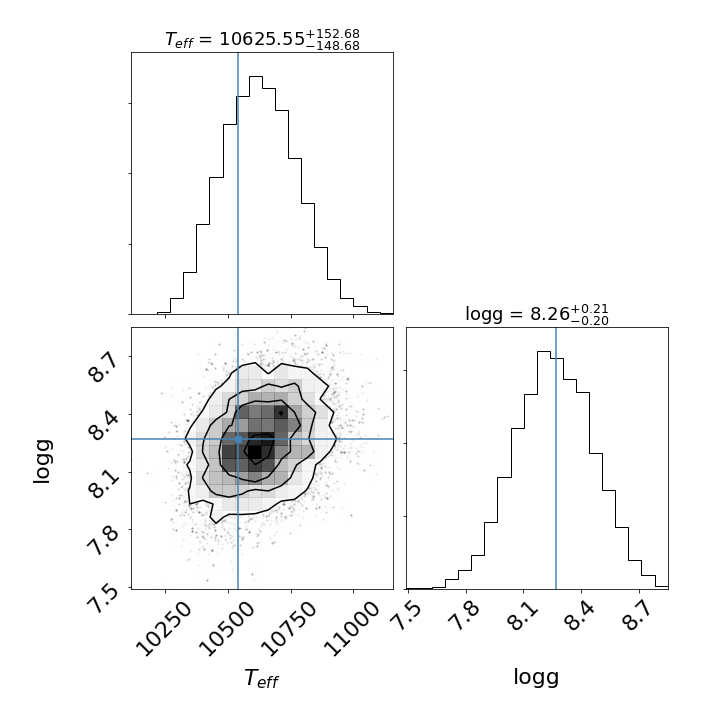 T_eff = 10625.55^{+152.68}_{-148.68}
logg = 8.26^{+0.21}_{-0.20}
logg
8.7
8.4
8.1
7.8
7.5
10250 10500 10750 11000
T_eff
7.5 7.8 8.1 8.4 8.7
logg